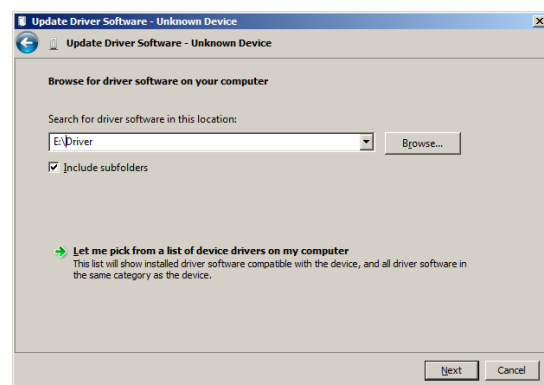 Update Driver Software - Unknown Device
Update Driver Software - Unknown Device
Browse for driver software on your computer
Search for driver software in this location:
E:\Driver
Browse...
Include subfolders
Let me pick from a list of device drivers on my computer
This list will show installed driver software compatible with the device, and all driver software in
the same category as the device.
Next Cancel